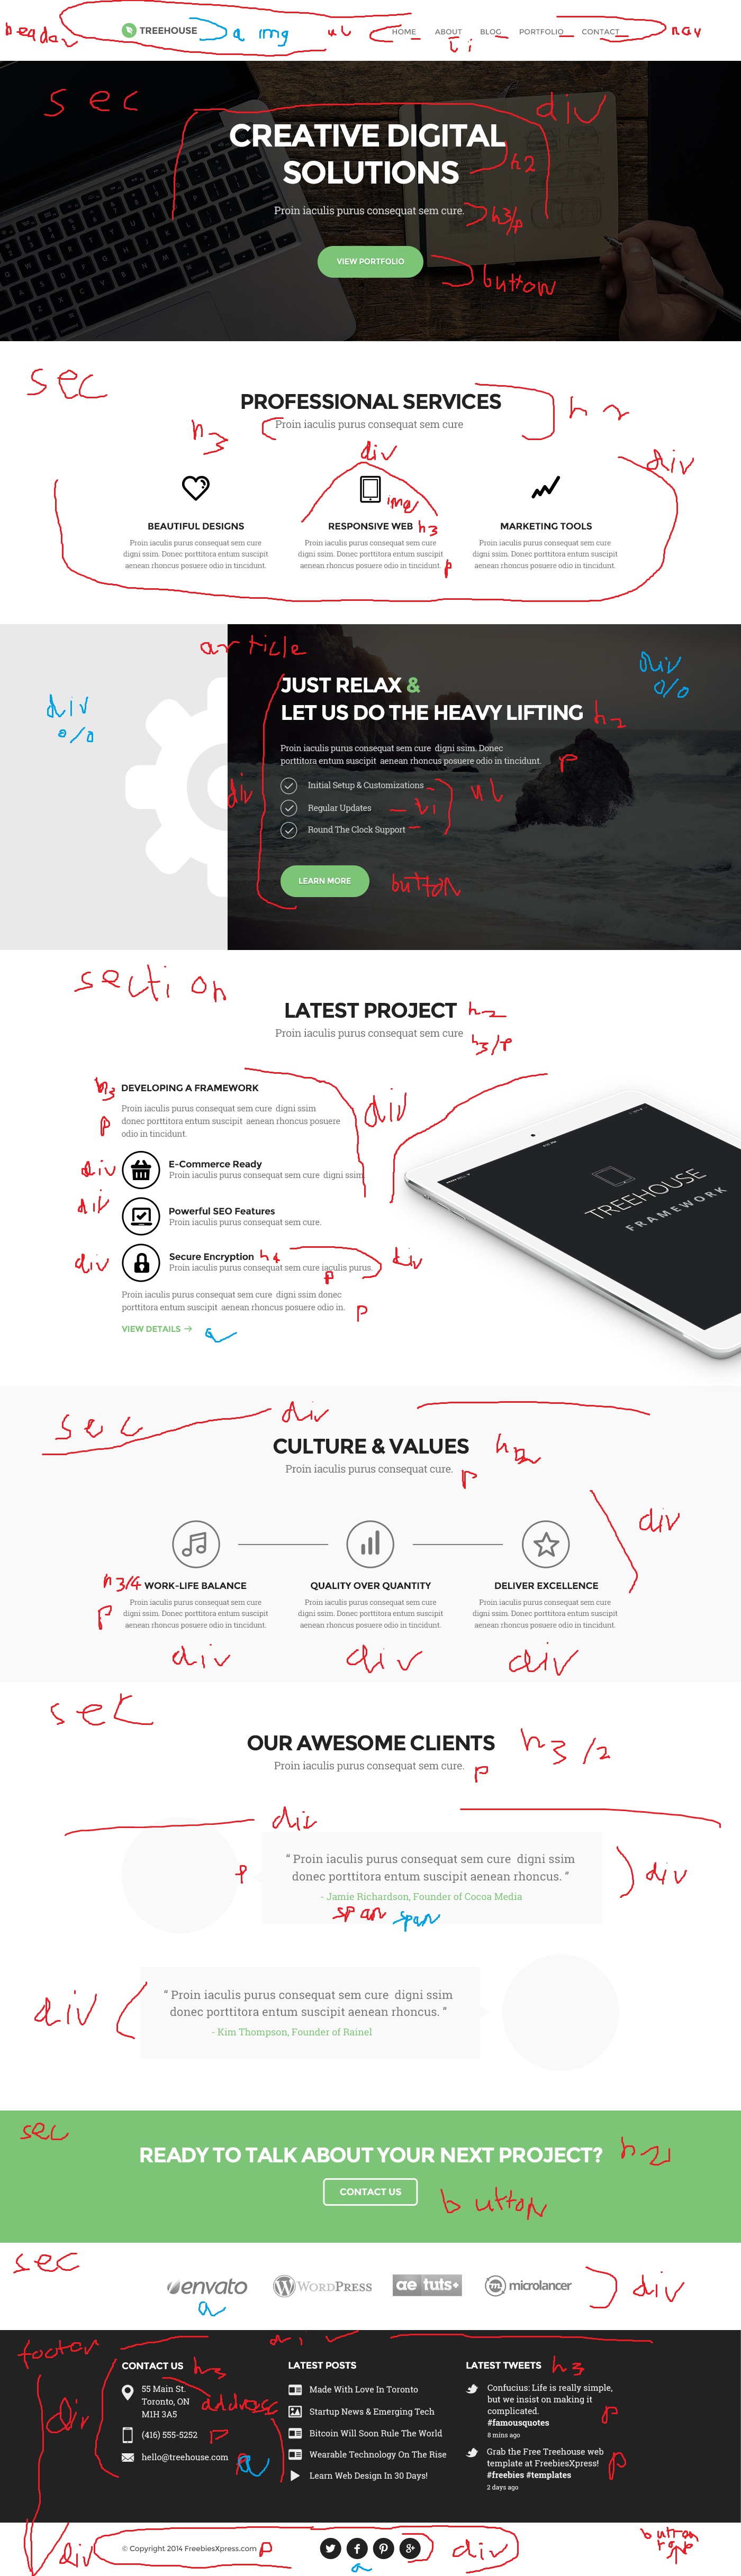 header
TREEHOUSE
a img
ul
HOME ABOUT BLOG PORTFOLIO CONTACT
nav
li
sec
div
CREATIVE DIGITAL
SOLUTIONS
h2
Proin iaculis purus consequat sem cure.
h3/p
VIEW PORTFOLIO
button
sec
PROFESSIONAL SERVICES
h2
h3
Proin iaculis purus consequat sem cure
div
div
img
BEAUTIFUL DESIGNS
Proin iaculis purus consequat sem cure
digni ssim. Donec porttitora entum suscipit
aenean rhoncus posuere odio in tincidunt.
RESPONSIVE WEB
h3
Proin iaculis purus consequat sem cure
digni ssim. Donec porttitora entum suscipit
aenean rhoncus posuere odio in tincidunt.
p
MARKETING TOOLS
Proin iaculis purus consequat sem cure
digni ssim. Donec porttitora entum suscipit
aenean rhoncus posuere odio in tincidunt.
article
div
%
div
%
JUST RELAX &
LET US DO THE HEAVY LIFTING
h2
Proin iaculis purus consequat sem cure digni ssim. Donec
porttitora entum suscipit aenean rhoncus posuere odio in tincidunt.
p
div
Initial Setup & Customizations
Regular Updates
li
ul
Round The Clock Support
LEARN MORE
button
section
LATEST PROJECT
h2
Proin iaculis purus consequat sem cure
h3/p
h3
DEVELOPING A FRAMEWORK
div
Proin iaculis purus consequat sem cure digni ssim
donec porttitora entum suscipit aenean rhoncus posuere
odio in tincidunt.
p
div
E-Commerce Ready
Proin iaculis purus consequat sem cure digni ssim
div
Powerful SEO Features
Proin iaculis purus consequat sem cure.
div
Secure Encryption
h4
div
Proin iaculis purus consequat sem cure iaculis purus.
p
Proin iaculis purus consequat sem cure digni ssim donec
porttitora entum suscipit aenean rhoncus posuere odio in.
p
VIEW DETAILS →
a
TREEHOUSE
FRAMEWORK
sec
div
CULTURE & VALUES
h2
Proin iaculis purus consequat cure.
p
div
h3/4
WORK-LIFE BALANCE
p
Proin iaculis purus consequat sem cure
digni ssim. Donec porttitora entum suscipit
aenean rhoncus posuere odio in tincidunt.
QUALITY OVER QUANTITY
Proin iaculis purus consequat sem cure
digni ssim. Donec porttitora entum suscipit
aenean rhoncus posuere odio in tincidunt.
DELIVER EXCELLENCE
Proin iaculis purus consequat sem cure
digni ssim. Donec porttitora entum suscipit
aenean rhoncus posuere odio in tincidunt.
div div div
sec
OUR AWESOME CLIENTS
h3/2
Proin iaculis purus consequat sem cure.
p
div
p
“ Proin iaculis purus consequat sem cure digni ssim
donec porttitora entum suscipit aenean rhoncus. ”
div
- Jamie Richardson, Founder of Cocoa Media
span span
div
“ Proin iaculis purus consequat sem cure digni ssim
donec porttitora entum suscipit aenean rhoncus. ”
- Kim Thompson, Founder of Rainel
sec
READY TO TALK ABOUT YOUR NEXT PROJECT?
h2
CONTACT US
button
sec
envato WORDPRESS ae tuts+ microlancer
div
a
footer
div
CONTACT US
h3
55 Main St.
Toronto, ON
M1H 3A5
address
(416) 555-5252
p
hello@treehouse.com
a
div
LATEST POSTS
Made With Love In Toronto
Startup News & Emerging Tech
Bitcoin Will Soon Rule The World
Wearable Technology On The Rise
Learn Web Design In 30 Days!
LATEST TWEETS
h3
Confucius: Life is really simple,
but we insist on making it
complicated.
#famousquotes
p
8 mins ago
Grab the Free Treehouse web
template at FreebiesXpress!
#freebies #templates
p
2 days ago
div
© Copyright 2014 FreebiesXpress.com
p
a
div
button